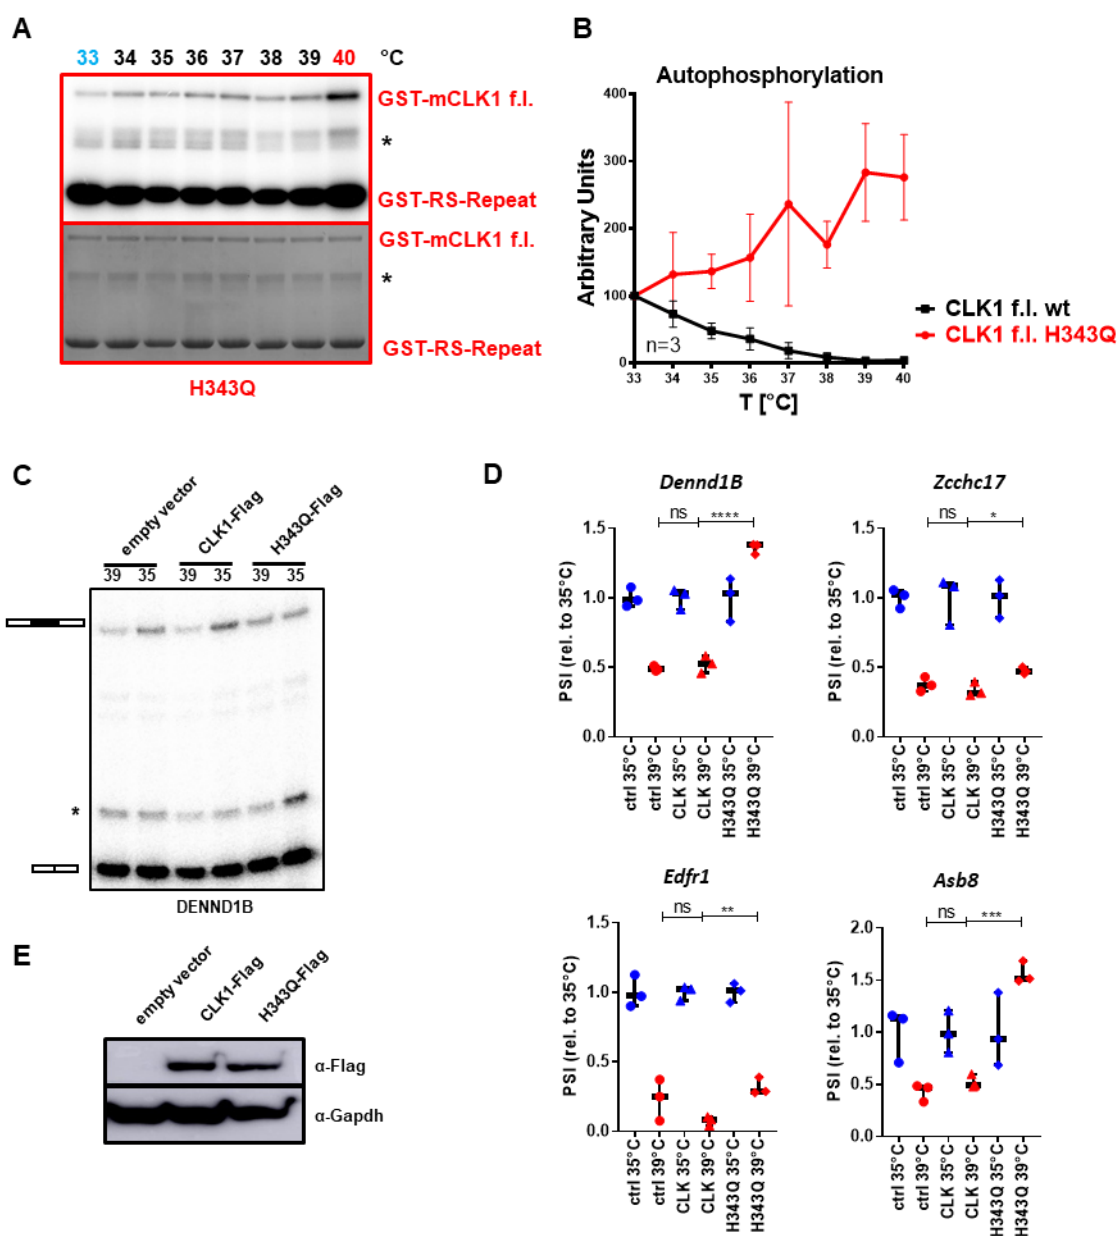 A
33 34 35 36 37 38 39 40 °C
GST-mCLK1 f.l.
*
GST-RS-Repeat
GST-mCLK1 f.l.
*
GST-RS-Repeat
H343Q
B
Autophosphorylation
Arbitrary Units
400
300
200
100
0
n=3
33 34 35 36 37 38 39 40
T [°C]
CLK1 f.l. wt
CLK1 f.l. H343Q
C
empty vector
CLK1-Flag
H343Q-Flag
39 35 39 35 39 35
*
DENND1B
D
Dennd1B
ns ****
PSI (rel. to 35°C)
1.5
1.0
0.5
0.0
ctrl 35°C
ctrl 39°C
CLK 35°C
CLK 39°C
H343Q 35°C
H343Q 39°C
Zcchc17
ns *
PSI (rel. to 35°C)
1.5
1.0
0.5
0.0
ctrl 35°C
ctrl 39°C
CLK 35°C
CLK 39°C
H343Q 35°C
H343Q 39°C
Edfr1
ns **
PSI (rel. to 35°C)
1.5
1.0
0.5
0.0
ctrl 35°C
ctrl 39°C
CLK 35°C
CLK 39°C
H343Q 35°C
H343Q 39°C
Asb8
ns ***
PSI (rel. to 35°C)
2.0
1.5
1.0
0.5
0.0
ctrl 35°C
ctrl 39°C
CLK 35°C
CLK 39°C
H343Q 35°C
H343Q 39°C
E
empty vector
CLK1-Flag
H343Q-Flag
α-Flag
α-Gapdh